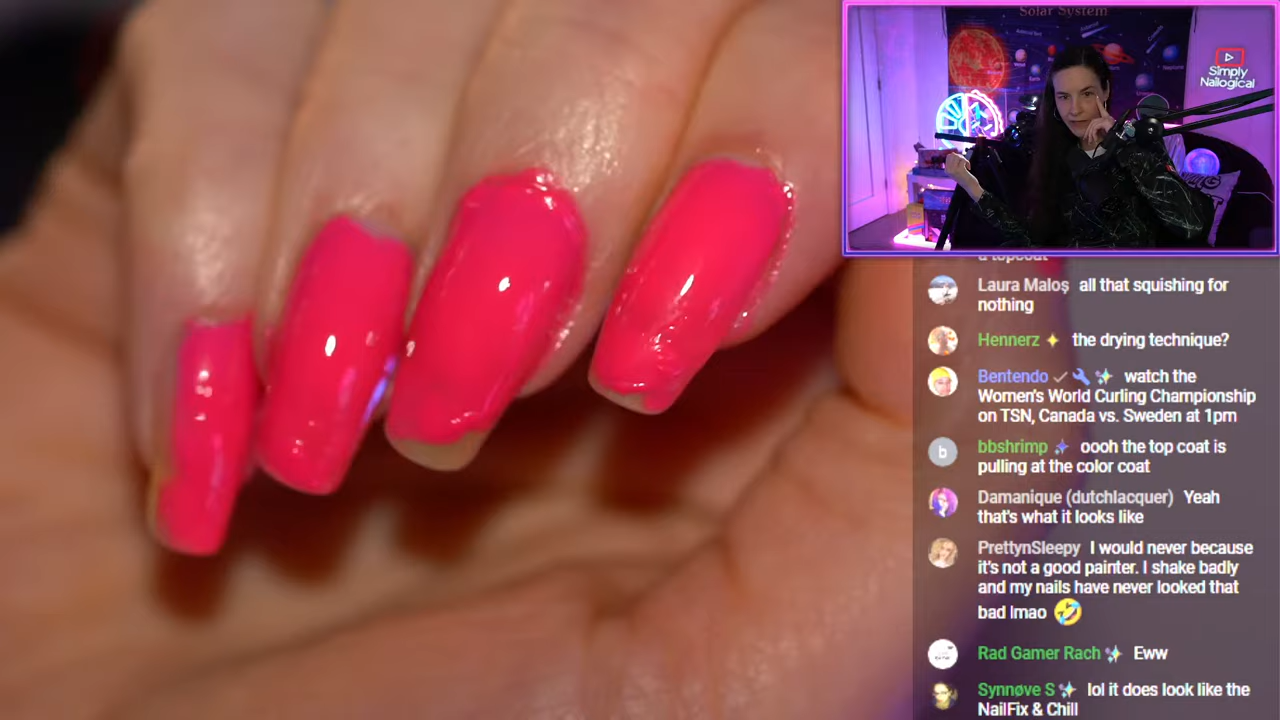 Solar System
Simply
Nailogical
a topcoat
Laura Maloş all that squishing for
nothing
Hennerz the drying technique?
Bentendo watch the
Women's World Curling Championship
on TSN, Canada vs. Sweden at 1pm
b
bbshrimp oooh the top coat is
pulling at the color coat
Damanique (dutchlacquer) Yeah
that's what it looks like
PrettynSleepy I would never because
it's not a good painter. I shake badly
and my nails have never looked that
bad lmao 🤣
Rad Gamer Rach Eww
Synnøve S lol it does look like the
NailFix & Chill